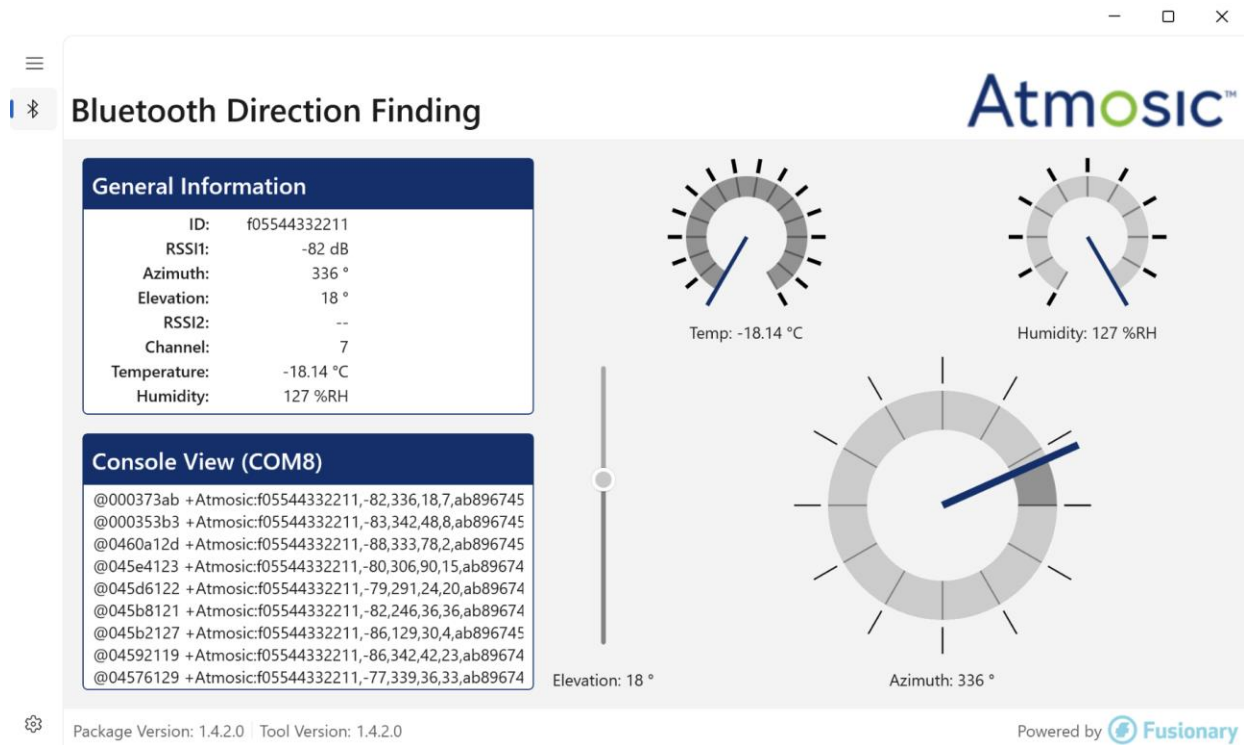 Bluetooth Direction Finding
Atmosic™
General Information
ID: f05544332211
RSSI1: -82 dB
Azimuth: 336 °
Elevation: 18 °
RSSI2: --
Channel: 7
Temperature: -18.14 °C
Humidity: 127 %RH
Temp: -18.14 °C
Humidity: 127 %RH
Console View (COM8)
@000373ab +Atmosic:f05544332211,-82,336,18,7,ab896745
@000353b3 +Atmosic:f05544332211,-83,342,48,8,ab896745
@0460a12d +Atmosic:f05544332211,-88,333,78,2,ab896745
@045e4123 +Atmosic:f05544332211,-80,306,90,15,ab89674
@045d6122 +Atmosic:f05544332211,-79,291,24,20,ab89674
@045b8121 +Atmosic:f05544332211,-82,246,36,36,ab89674
@045b2127 +Atmosic:f05544332211,-86,129,30,4,ab896745
@04592119 +Atmosic:f05544332211,-86,342,42,23,ab89674
@04576129 +Atmosic:f05544332211,-77,339,36,33,ab89674
Elevation: 18 °
Azimuth: 336 °
Package Version: 1.4.2.0 Tool Version: 1.4.2.0
Powered by Fusionary